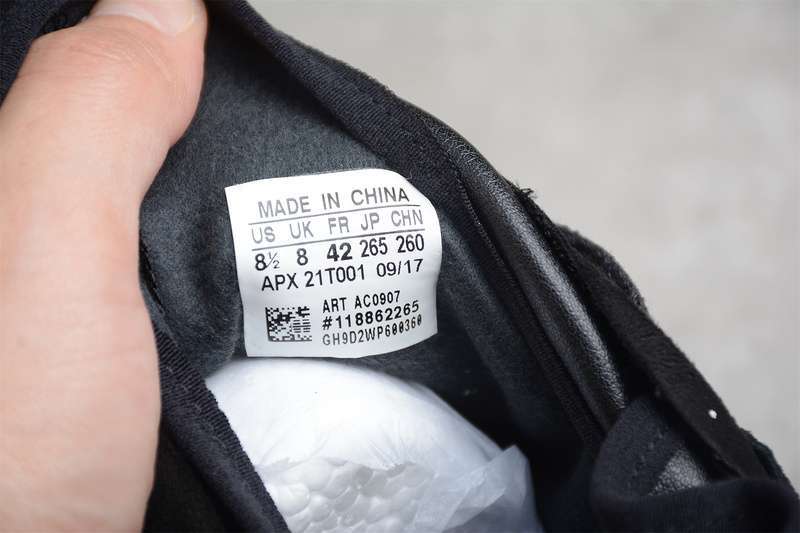 MADE IN CHINA
US UK FR JP CHN
8½ 8 42 265 260
APX 21T001 09/17
ART AC0907
#118862265
GH9D2WP600360